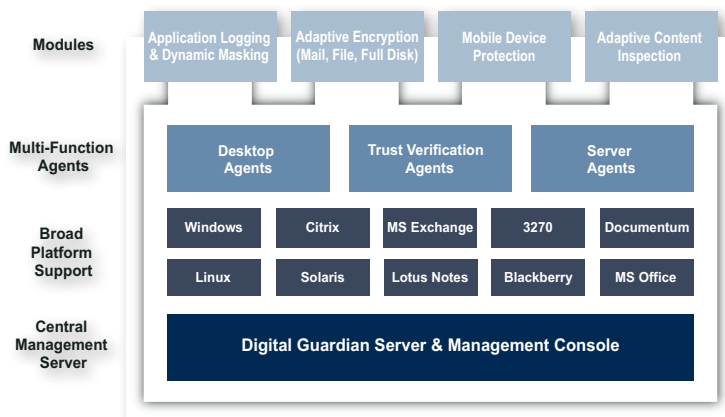 Modules
Application Logging
& Dynamic Masking
Adaptive Encryption
(Mail, File, Full Disk)
Mobile Device
Protection
Adaptive Content
Inspection
Multi-Function
Agents
Desktop
Agents
Trust Verification
Agents
Server
Agents
Broad
Platform
Support
Windows
Citrix
MS Exchange
3270
Documentum
Linux
Solaris
Lotus Notes
Blackberry
MS Office
Central
Management
Server
Digital Guardian Server & Management Console